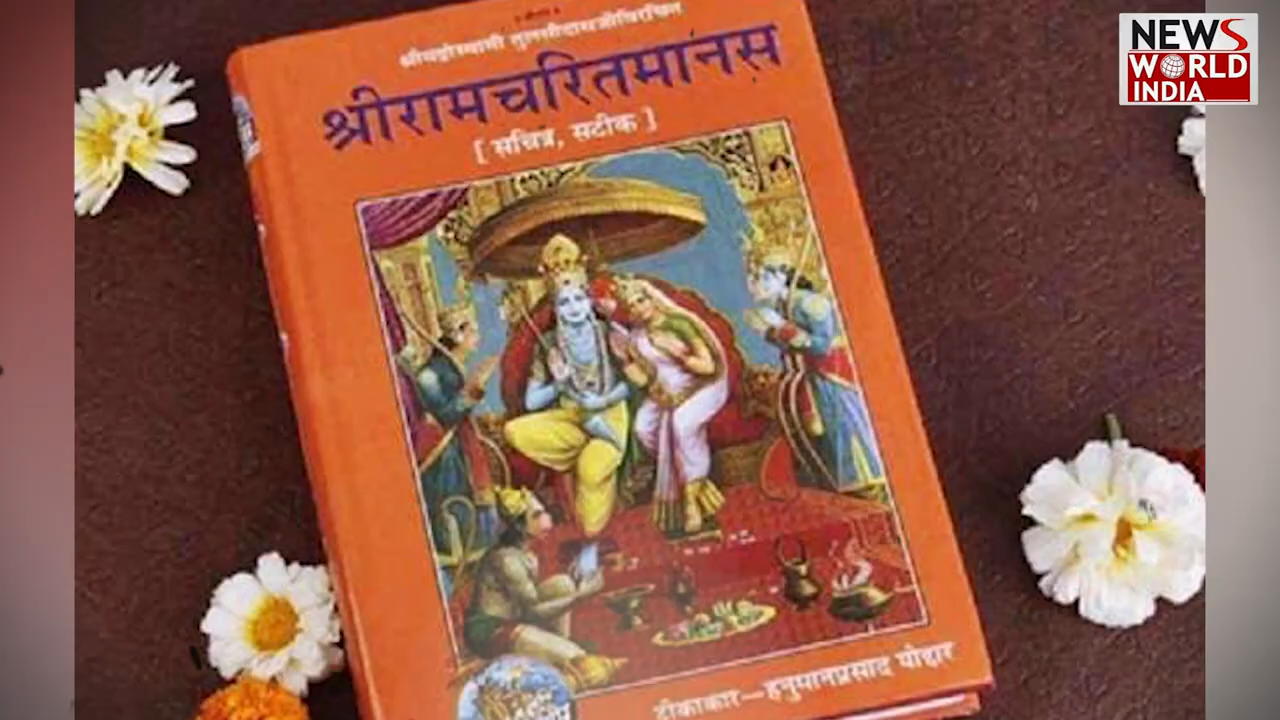 श्रीमद्गोस्वामी तुलसीदासजीविरचित
श्रीरामचरितमानस
[ सचित्र, सटीक ]
टीकाकार—हनुमानप्रसाद पोद्दार
NEWS
WORLD
INDIA